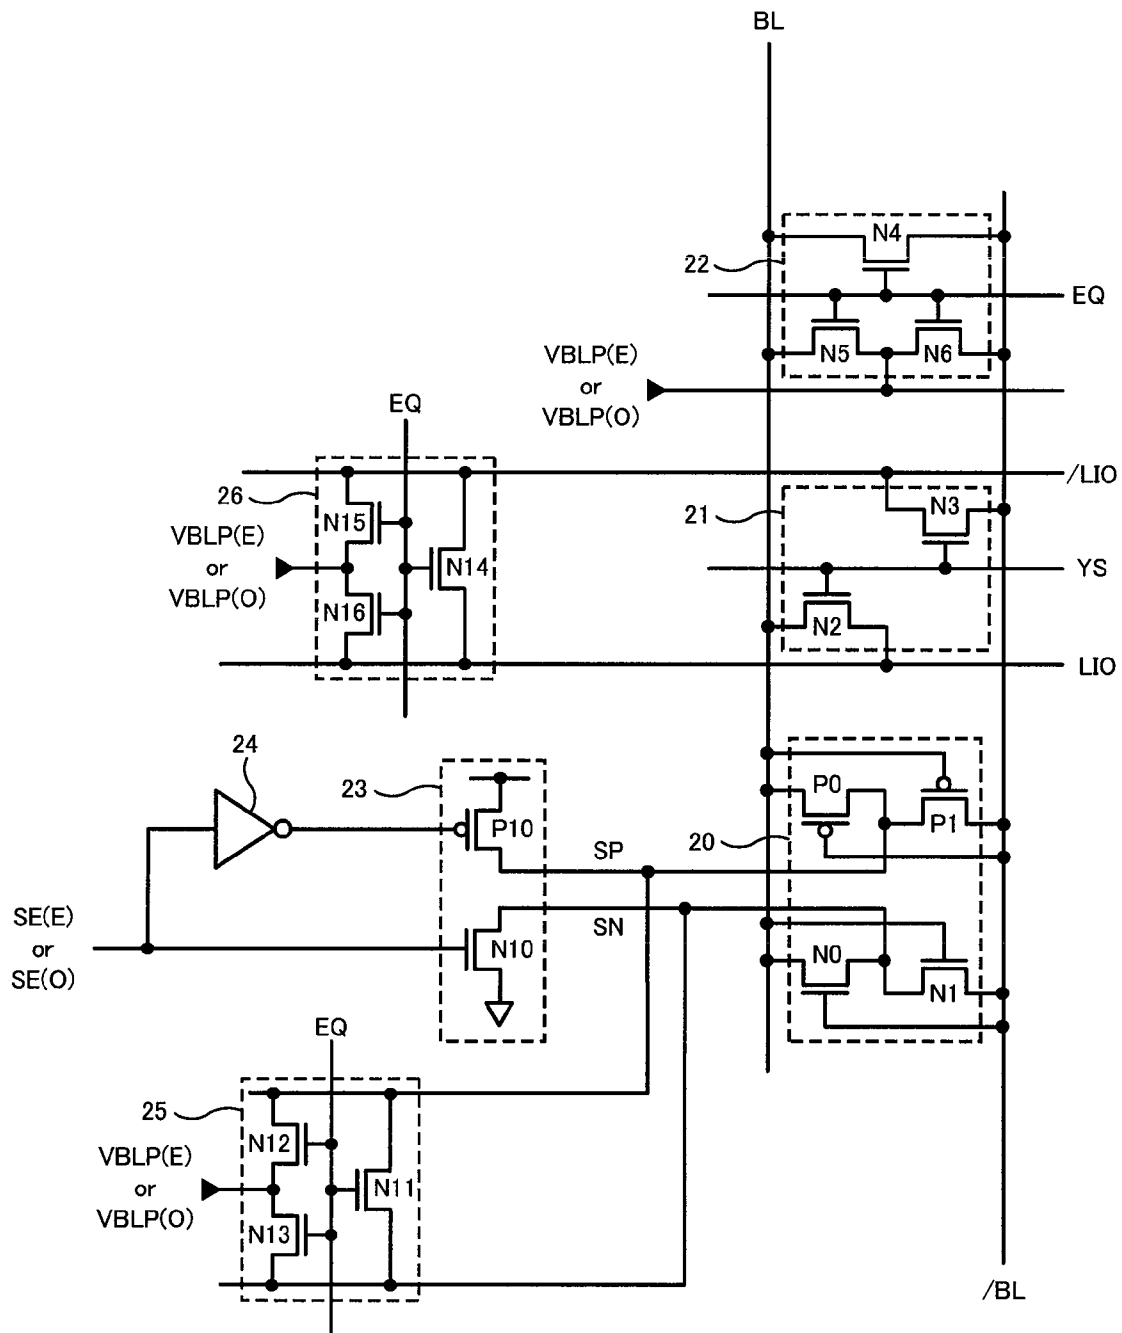 BL
N4
22
EQ
N5
N6
VBLP(E)
or
VBLP(O)
EQ
/LIO
26
N15
N14
N16
VBLP(E)
or
VBLP(O)
21
N3
YS
N2
LIO
24
23
P10
SP
20
P0
P1
SE(E)
or
SE(O)
N10
SN
N0
N1
EQ
25
N12
N11
N13
VBLP(E)
or
VBLP(O)
/BL